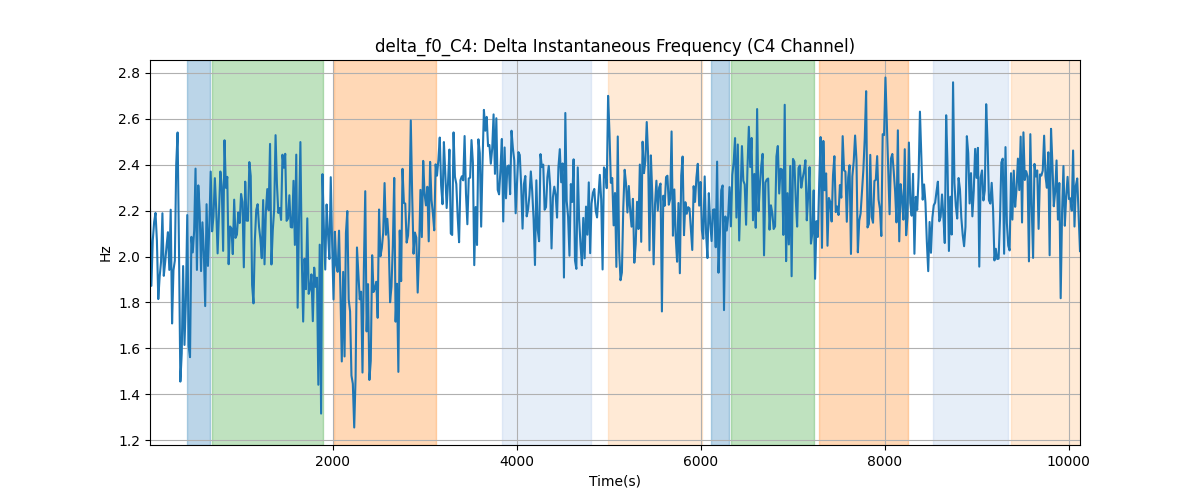 delta_f0_C4: Delta Instantaneous Frequency (C4 Channel)
2.8
2.6
2.4
2.2
2.0
1.8
1.6
1.4
1.2
Hz
2000 4000 6000 8000 10000
Time(s)